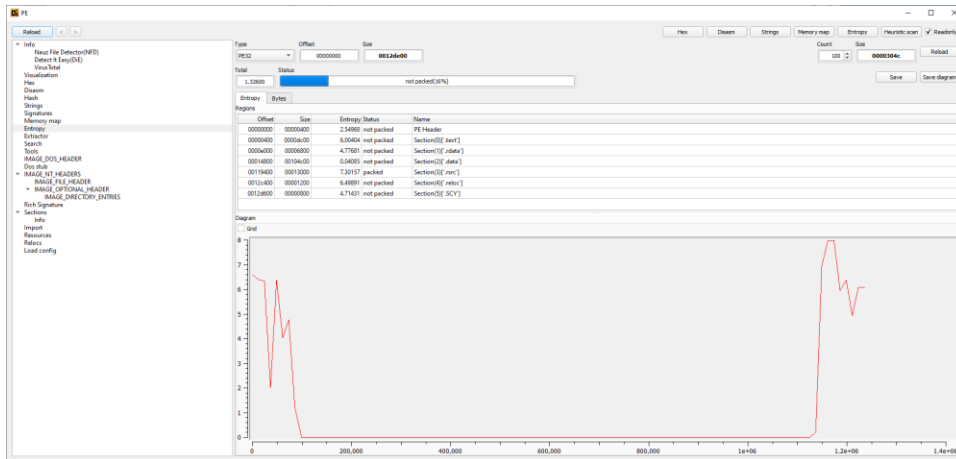 PE
Reload < > Hex Disasm Strings Memory map Entropy Heuristic scan Readonly
Info
Nauz File Detector(NFD)
Detect It Easy(DiE)
VirusTotal
Visualization
Hex
Disasm
Hash
Strings
Signatures
Memory map
Entropy
Extractor
Search
Tools
IMAGE_DOS_HEADER
Dos stub
IMAGE_NT_HEADERS
IMAGE_FILE_HEADER
IMAGE_OPTIONAL_HEADER
IMAGE_DIRECTORY_ENTRIES
Rich Signature
Sections
Info
Import
Resources
Relocs
Load config
Type Offset Size Count Size
PE32 00000000 0012de00 100 0000304c Reload
Total Status
1.32600 not packed(16%) Save Save diagram
Entropy Bytes
Regions
Offset Size Entropy Status Name
00000000 00000400 2.54968 not packed PE Header
00000400 0000dc00 6.00404 not packed Section(0)['.text']
0000e000 00006800 4.77681 not packed Section(1)['.rdata']
00014800 00104c00 0.04085 not packed Section(2)['.data']
00119400 00013000 7.30157 packed Section(3)['.rsrc']
0012c400 00001200 6.49891 not packed Section(4)['.reloc']
0012d600 00000800 4.71431 not packed Section(5)['.SCY']
Diagram
Grid
8
7
6
5
4
3
2
1
0
0 200,000 400,000 600,000 800,000 1e+06 1.2e+06 1.4e+06